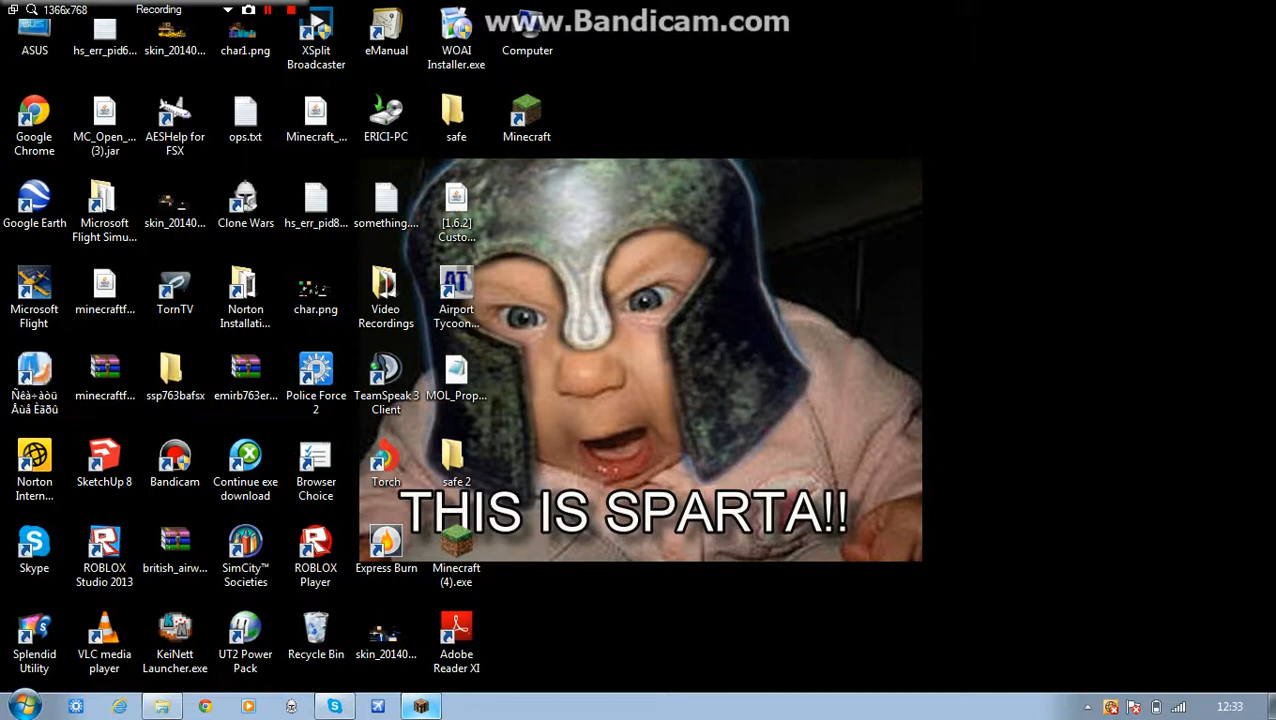 1366x768 Recording
www.Bandicam.com
ASUS
hs_err_pid6...
skin_20140...
char1.png
XSplit
Broadcaster
eManual
WOAI
Installer.exe
Computer
Google
Chrome
MC_Open_...
(3).jar
AESHelp for
FSX
ops.txt
Minecraft_...
ERICI-PC
safe
Minecraft
Google Earth
Microsoft
Flight Simu...
skin_20140...
Clone Wars
hs_err_pid8...
something....
[1.6.2]
Custo...
Microsoft
Flight
minecraftf...
TornTV
Norton
Installati...
char.png
Video
Recordings
AT
Airport
Tycoon...
Ñêà÷àòü
Âûå Èãðû
minecraftf...
ssp763bafsx
emirb763er...
Police Force
2
TeamSpeak 3
Client
MOL_Prop...
Norton
Intern...
SketchUp 8
Bandicam
Continue exe
download
Browser
Choice
Torch
safe 2
THIS IS SPARTA!!
Skype
ROBLOX
Studio 2013
british_airw...
SimCity™
Societies
ROBLOX
Player
Express Burn
Minecraft
(4).exe
Splendid
Utility
VLC media
player
KeiNett
Launcher.exe
UT2 Power
Pack
Recycle Bin
skin_20140...
Adobe
Reader XI
12:33